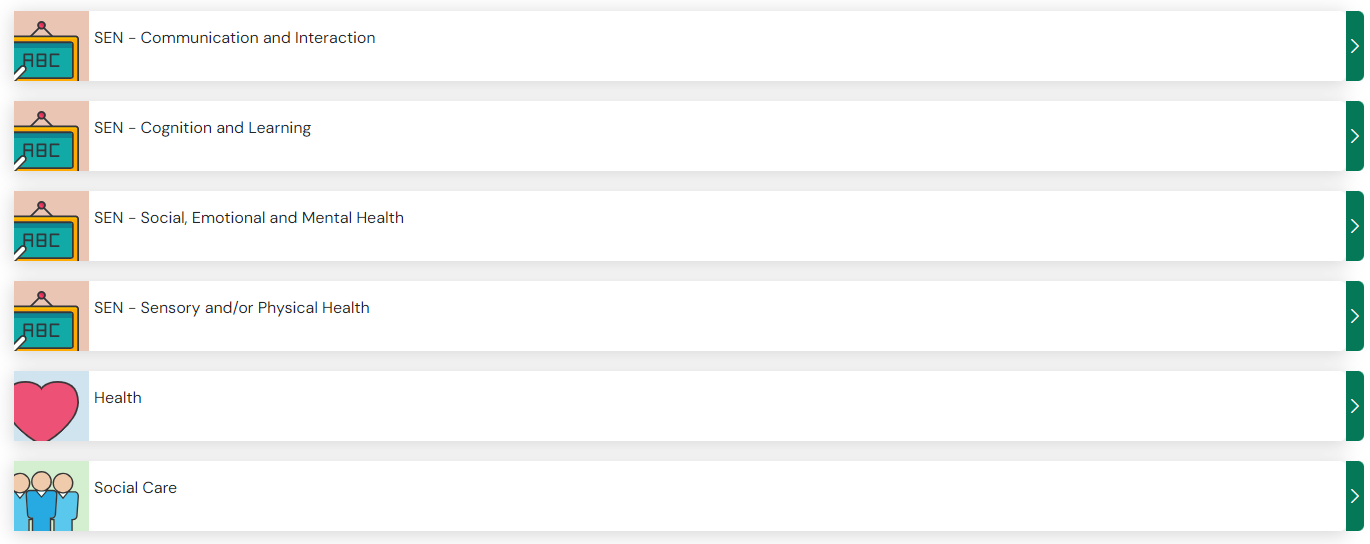 ABC
SEN - Communication and Interaction
ABC
SEN - Cognition and Learning
ABC
SEN - Social, Emotional and Mental Health
ABC
SEN - Sensory and/or Physical Health
Health
Social Care